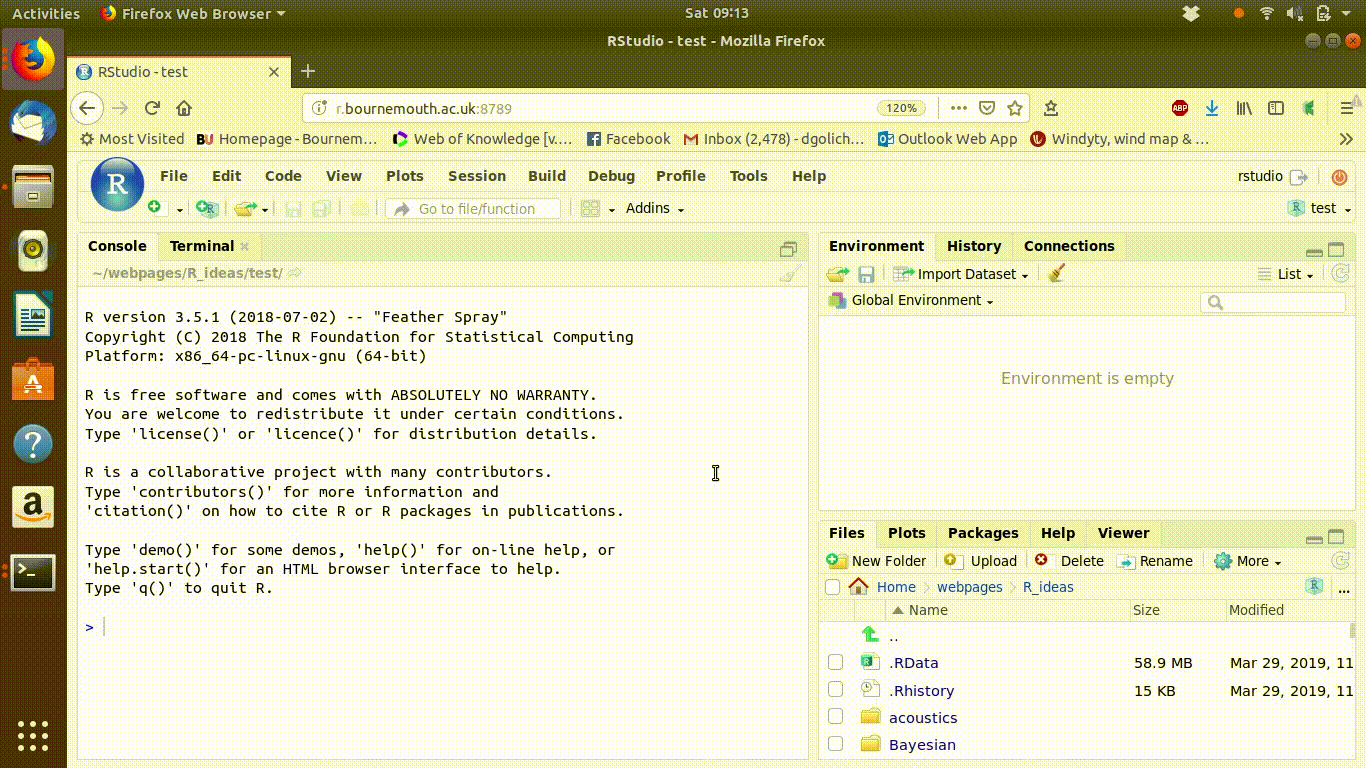 Activities Firefox Web Browser Sat 09:13
RStudio - test - Mozilla Firefox
RStudio - test
r.bournemouth.ac.uk:8789 120% ABP
Most Visited BU Homepage - Bournem... Web of Knowledge [v.... Facebook Inbox (2,478) - dgolich... Outlook Web App Windyty, wind map & ...
R File Edit Code View Plots Session Build Debug Profile Tools Help rstudio
Go to file/function Addins test
Console Terminal
~/webpages/R_ideas/test/
R version 3.5.1 (2018-07-02) -- "Feather Spray"
Copyright (C) 2018 The R Foundation for Statistical Computing
Platform: x86_64-pc-linux-gnu (64-bit)
R is free software and comes with ABSOLUTELY NO WARRANTY.
You are welcome to redistribute it under certain conditions.
Type 'license()' or 'licence()' for distribution details.
R is a collaborative project with many contributors.
Type 'contributors()' for more information and
'citation()' on how to cite R or R packages in publications.
Type 'demo()' for some demos, 'help()' for on-line help, or
'help.start()' for an HTML browser interface to help.
Type 'q()' to quit R.
>
Environment History Connections
Import Dataset List
Global Environment
Environment is empty
Files Plots Packages Help Viewer
New Folder Upload Delete Rename More
Home webpages R_ideas ...
Name Size Modified
..
.RData 58.9 MB Mar 29, 2019, 11
.Rhistory 15 KB Mar 29, 2019, 11
acoustics
Bayesian